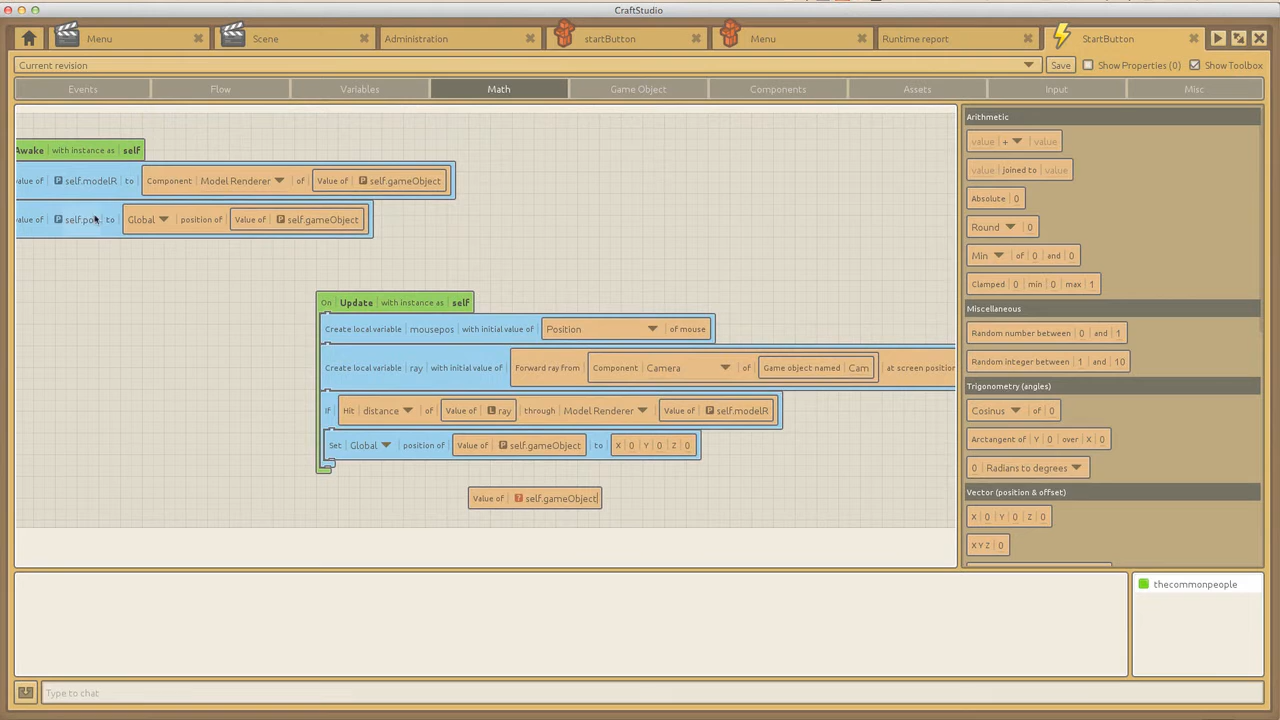 CraftStudio
Menu Scene Administration startButton Menu Runtime report StartButton
Current revision Save Show Properties (0) Show Toolbox
Events Flow Variables Math Game Object Components Assets Input Misc
Awake with instance as self
value of P self.modelR to Component Model Renderer of Value of P self.gameObject
value of P to Global position of Value of P self.gameObject
On Update with instance as self
Create local variable mousepos with initial value of Position of mouse
Create local variable ray with initial value of Forward ray from Component Camera of Game object named Cam at screen position
If Hit distance of Value of L ray through Model Renderer Value of P self.modelR
Set Global position of Value of P self.gameObject to X 0 Y 0 Z 0
Value of ? self.gameObject
Arithmetic
value + value
value joined to value
Absolute 0
Round 0
Min of 0 and 0
Clamped 0 min 0 max 1
Miscellaneous
Random number between 0 and 1
Random integer between 1 and 10
Trigonometry (angles)
Cosinus of 0
Arctangent of Y 0 over X 0
0 Radians to degrees
Vector (position & offset)
X 0 Y 0 Z 0
X Y Z 0
thecommonpeople
Type to chat